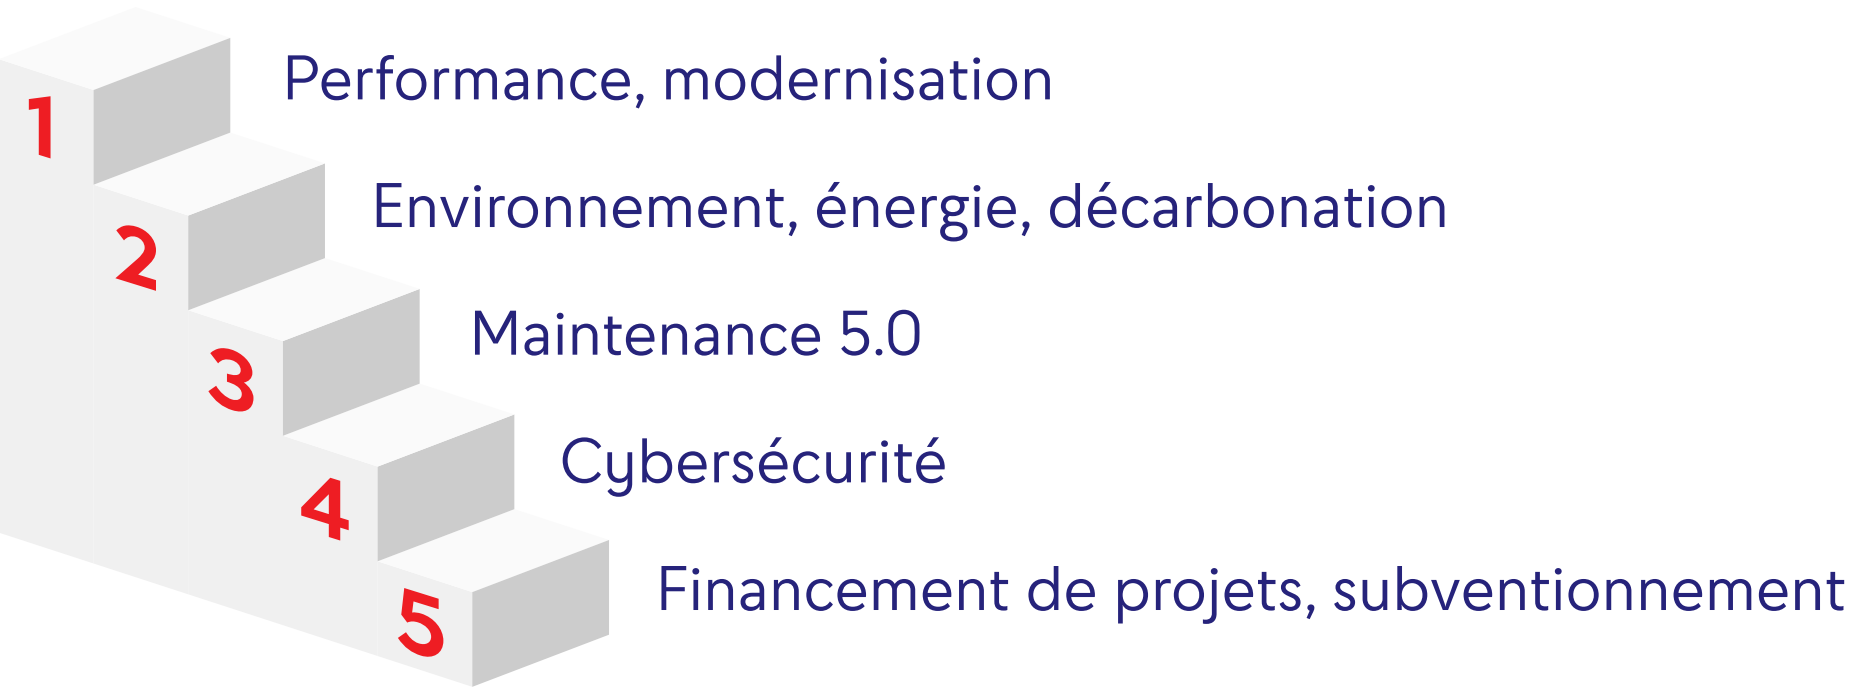 1 Performance, modernisation
2 Environnement, énergie, décarbonation
3 Maintenance 5.0
4 Cybersécurité
5 Financement de projets, subventionnement